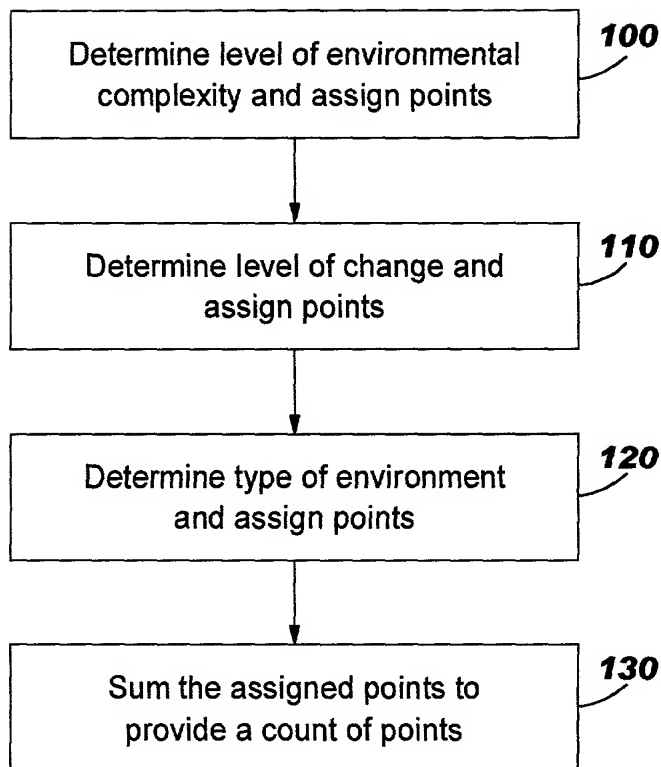 100
Determine level of environmental
complexity and assign points
110
Determine level of change and
assign points
120
Determine type of environment
and assign points
130
Sum the assigned points to
provide a count of points